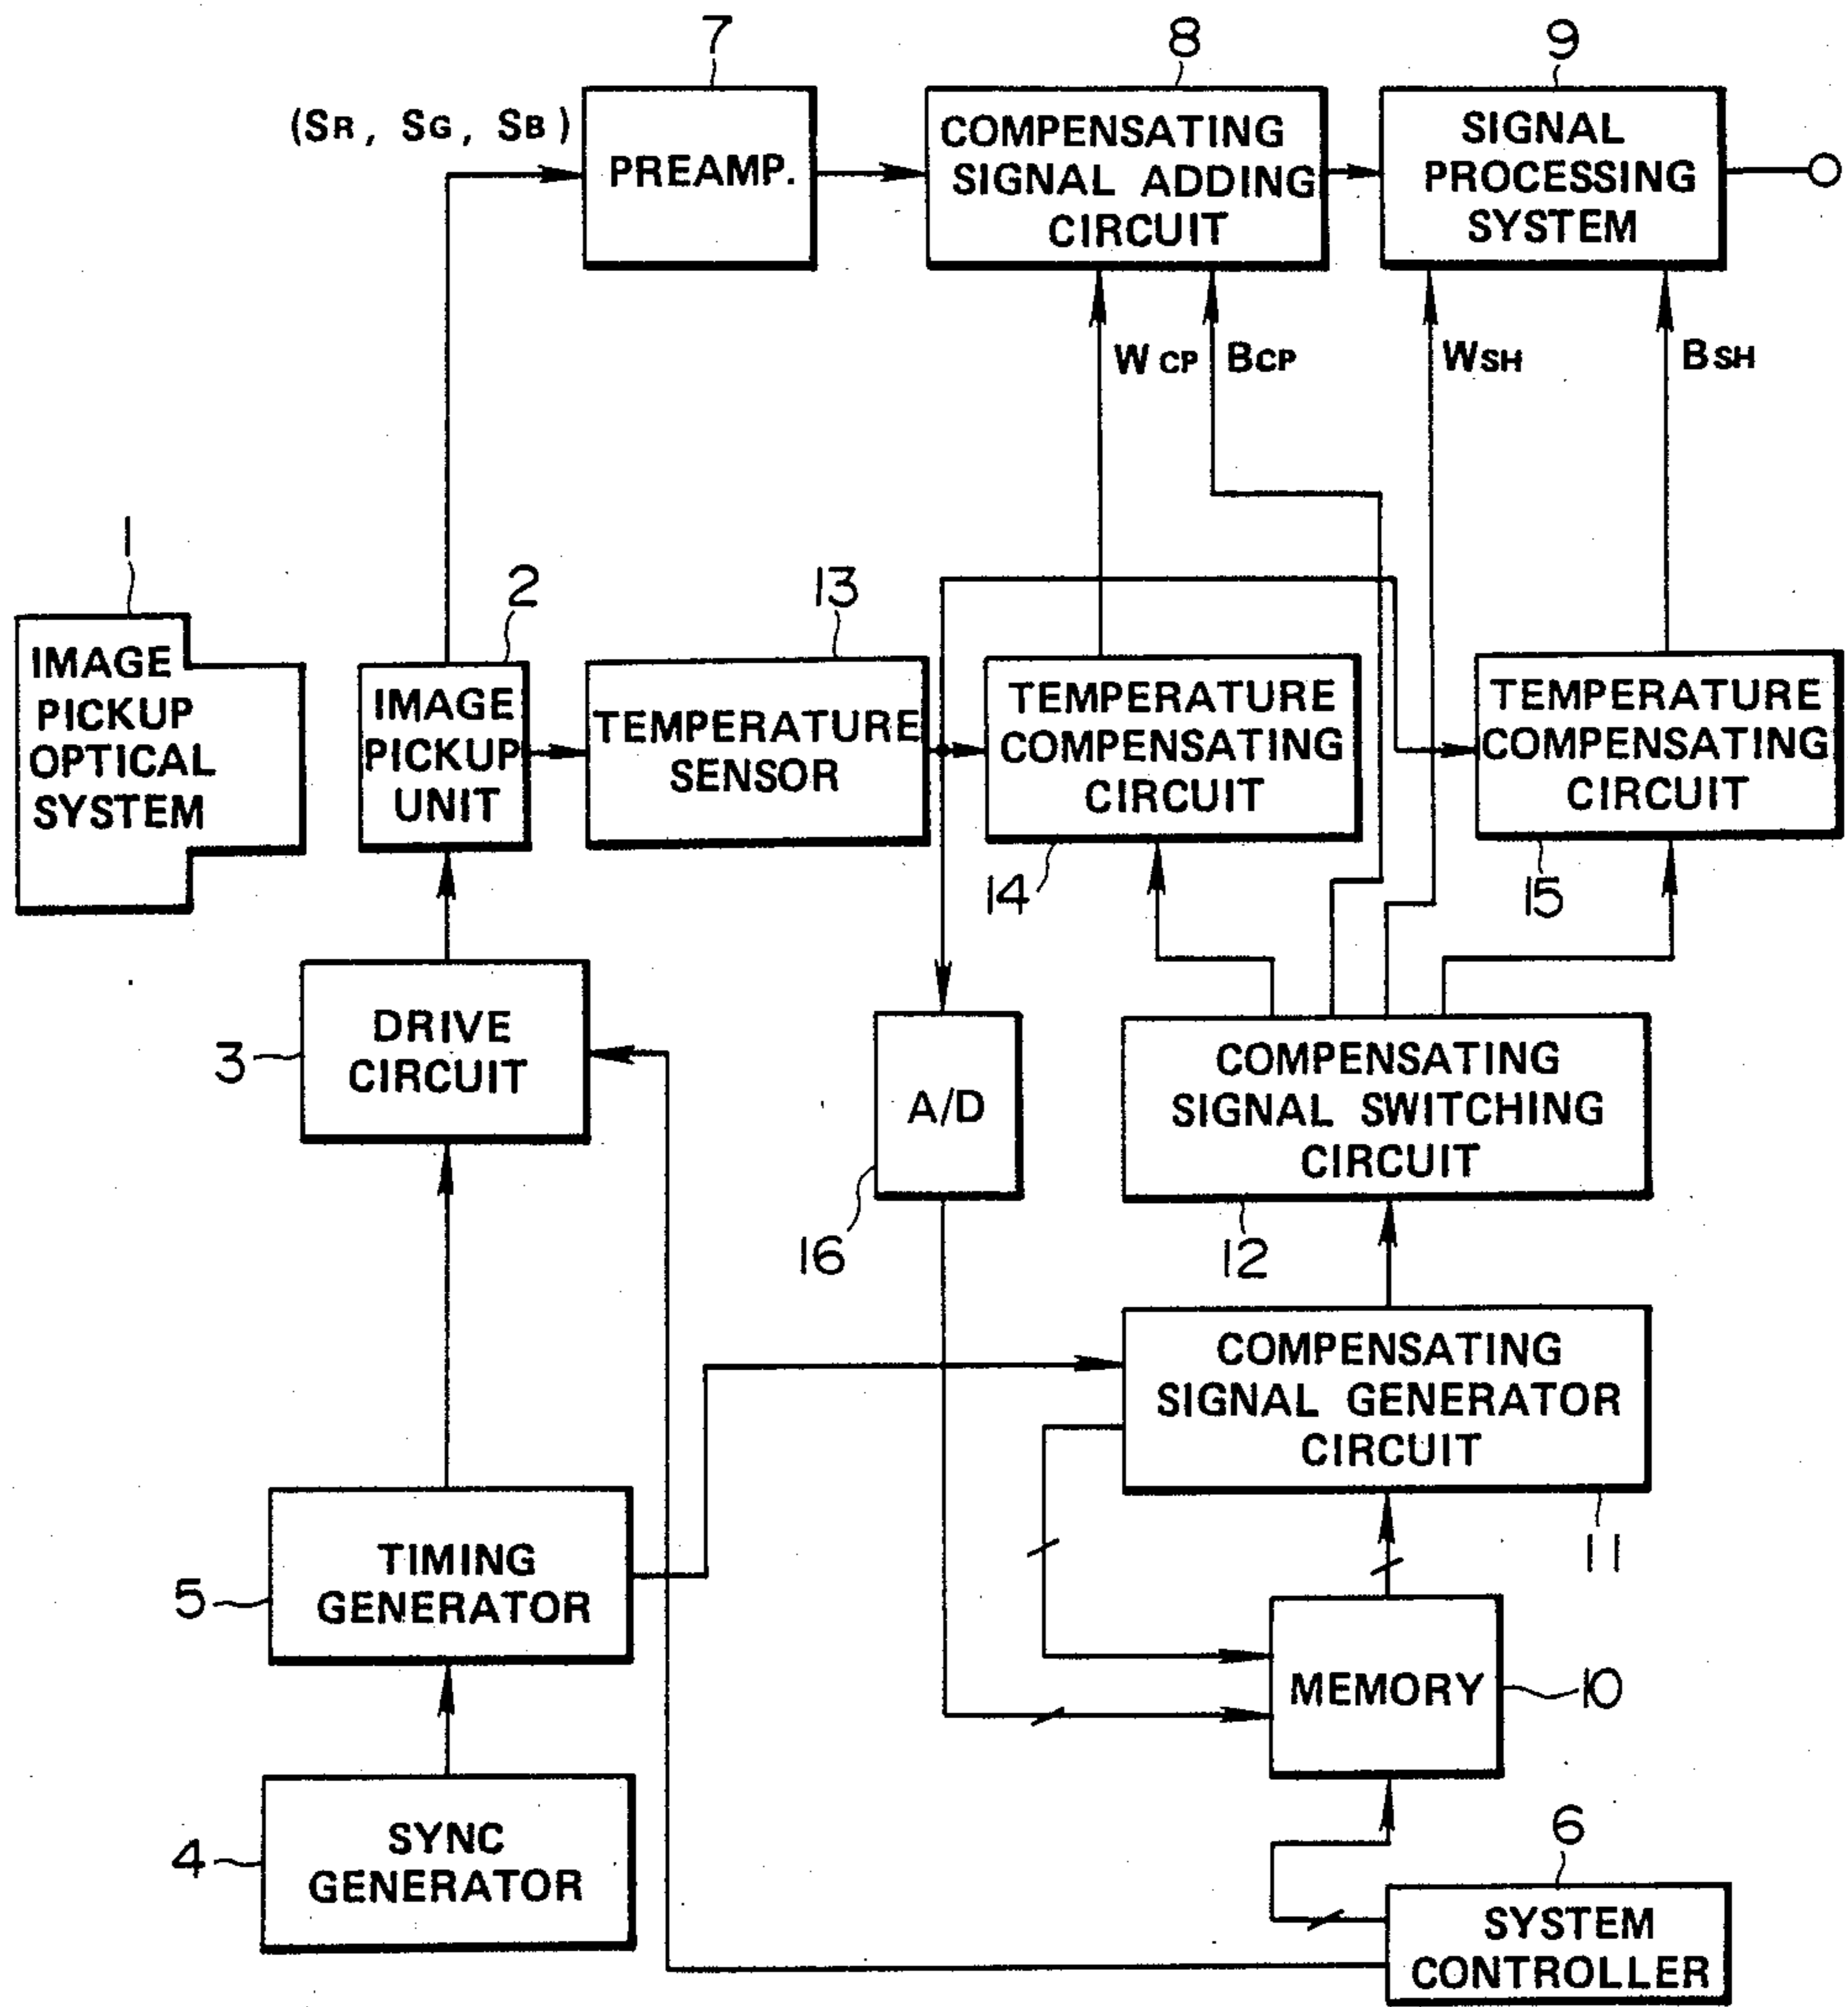 7
8
9
(SR, SG, SB)
PREAMP.
COMPENSATING
SIGNAL ADDING
CIRCUIT
SIGNAL
PROCESSING
SYSTEM
WCP
BCP
WSH
BSH
1
2
13
IMAGE
PICKUP
OPTICAL
SYSTEM
IMAGE
PICKUP
UNIT
TEMPERATURE
SENSOR
TEMPERATURE
COMPENSATING
CIRCUIT
TEMPERATURE
COMPENSATING
CIRCUIT
14
15
3
DRIVE
CIRCUIT
A/D
COMPENSATING
SIGNAL SWITCHING
CIRCUIT
16
12
COMPENSATING
SIGNAL GENERATOR
CIRCUIT
11
5
TIMING
GENERATOR
MEMORY
10
4
SYNC
GENERATOR
6
SYSTEM
CONTROLLER